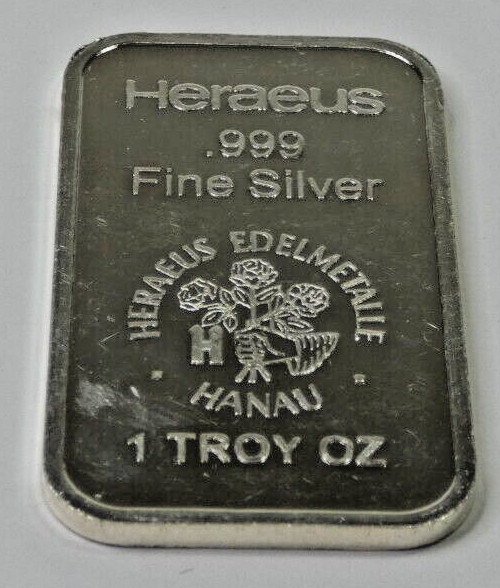 Heraeus
.999
Fine Silver
HERAEUS EDELMETALLE
H
HANAU
1 TROY OZ